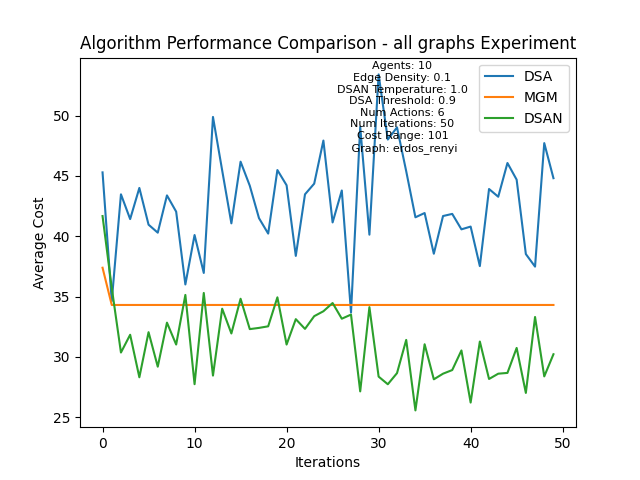 Algorithm Performance Comparison - all graphs Experiment
Agents: 10
Edge Density: 0.1
DSAN Temperature: 1.0
DSA Threshold: 0.9
Num Actions: 6
Num Iterations: 50
Cost Range: 101
Graph: erdos_renyi
DSA
MGM
DSAN
Average Cost
50
45
40
35
30
25
0
10
20
30
40
50
Iterations